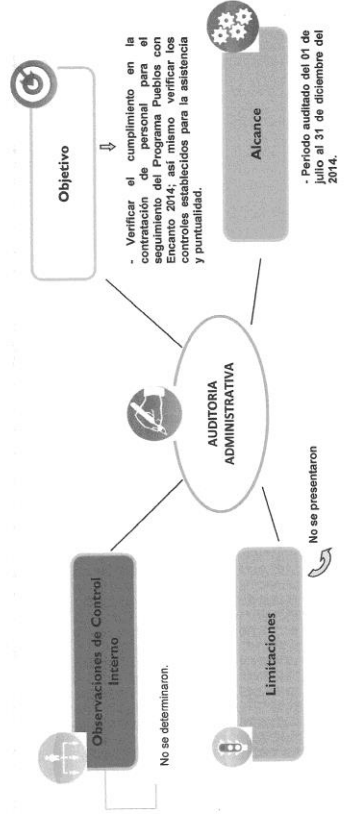 Observaciones de Control
Interno
No se determinaron.
Objetivo
- Verificar el cumplimiento en la
contratación de personal para el
seguimiento del Programa Pueblos con
Encanto 2014; así mismo verificar los
controles establecidos para la asistencia
y puntualidad.
AUDITORIA
ADMINISTRATIVA
Limitaciones
No se presentaron
Alcance
- Periodo auditado del 01 de
julio al 31 de diciembre del
2014.